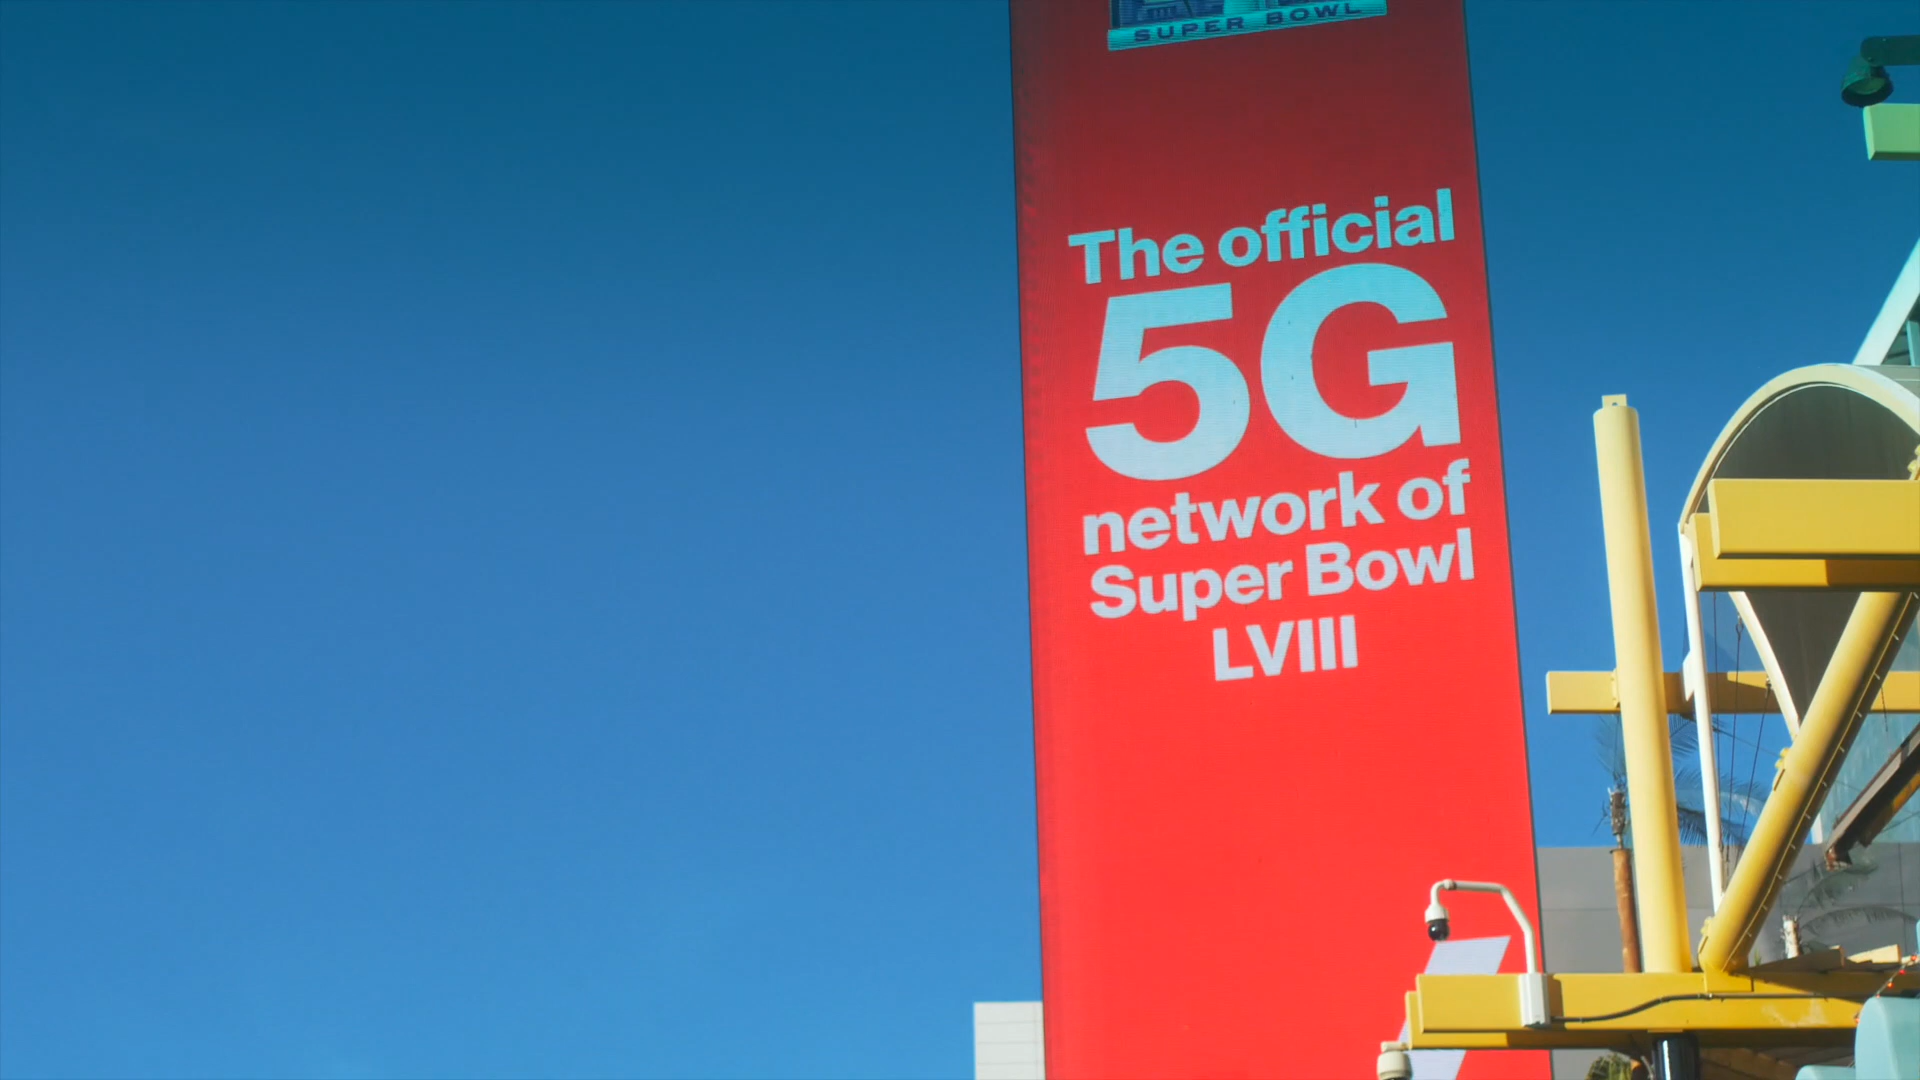 SUPER BOWL
The official
5G
network of
Super Bowl
LVIII